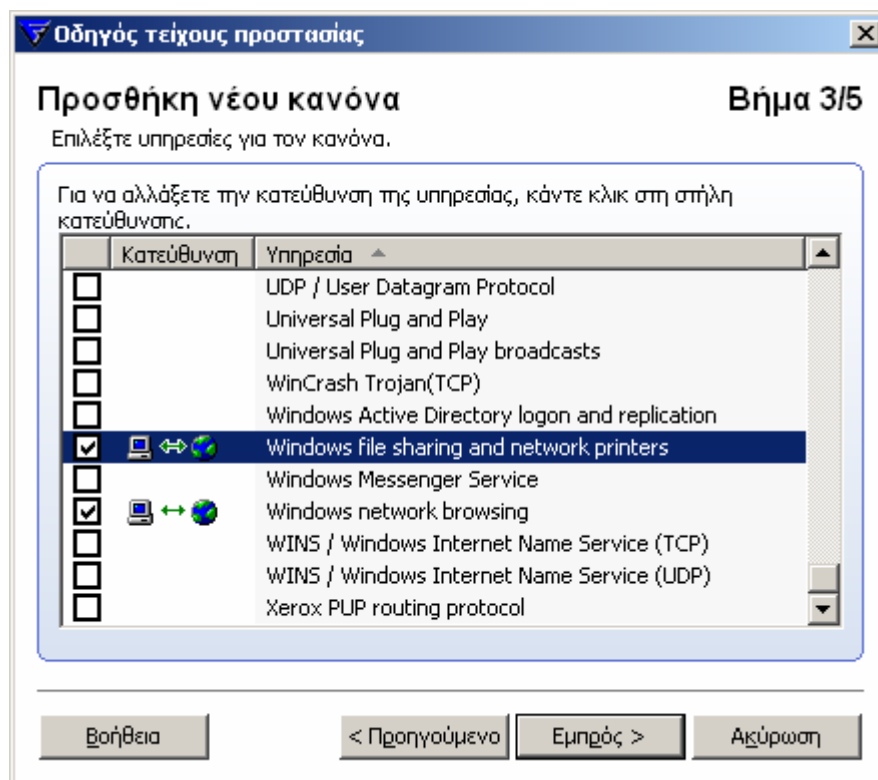 Οδηγός τείχους προστασίας
Προσθήκη νέου κανόνα
Βήμα 3/5
Επιλέξτε υπηρεσίες για τον κανόνα.
Για να αλλάξετε την κατεύθυνση της υπηρεσίας, κάντε κλικ στη στήλη
κατεύθυνσης.
Κατεύθυνση Υπηρεσία
UDP / User Datagram Protocol
Universal Plug and Play
Universal Plug and Play broadcasts
WinCrash Trojan(TCP)
Windows Active Directory logon and replication
Windows file sharing and network printers
Windows Messenger Service
Windows network browsing
WINS / Windows Internet Name Service (TCP)
WINS / Windows Internet Name Service (UDP)
Xerox PUP routing protocol
Βοήθεια
< Προηγούμενο
Εμπρός >
Ακύρωση